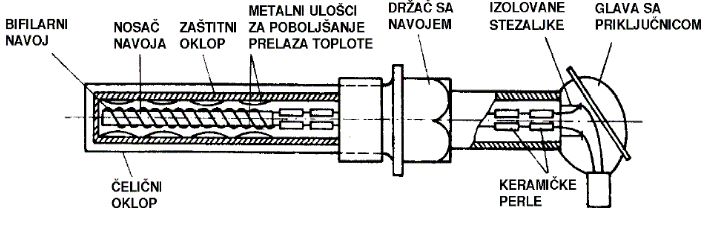 BIFILARNI
NAVOJ
NOSAČ
NAVOJA
ZAŠTITNI
OKLOP
METALNI ULOŠCI
ZA POBOLJŠANJE
PRELAZA TOPLOTE
DRŽAČ SA
NAVOJEM
IZOLOVANE
STEZALJKE
GLAVA SA
PRIKLJUČNICOM
ČELIČNI
OKLOP
KERAMIČKE
PERLE